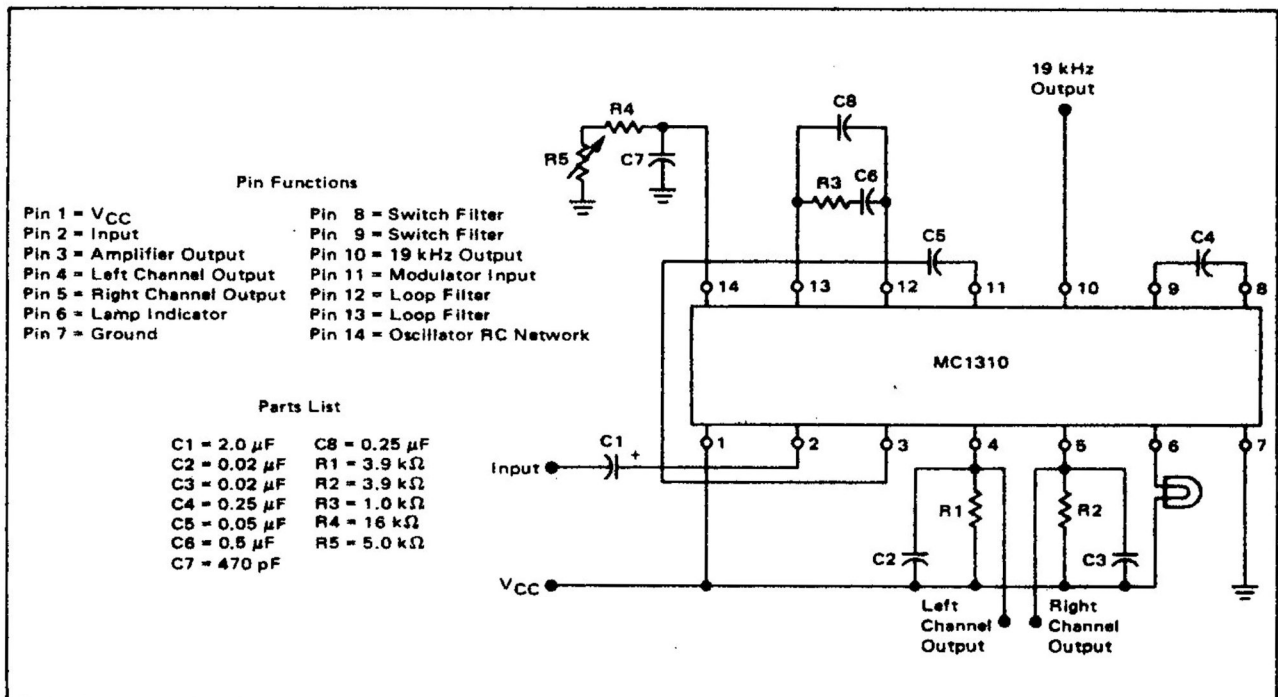 19 kHz
Output
C8
R4
R5
C7
R3
C6
C5
C4
Pin Functions
Pin 1 = VCC
Pin 2 = Input
Pin 3 = Amplifier Output
Pin 4 = Left Channel Output
Pin 5 = Right Channel Output
Pin 6 = Lamp Indicator
Pin 7 = Ground
Pin 8 = Switch Filter
Pin 9 = Switch Filter
Pin 10 = 19 kHz Output
Pin 11 = Modulator Input
Pin 12 = Loop Filter
Pin 13 = Loop Filter
Pin 14 = Oscillator RC Network
14 13 12 11 10 9 8
MC1310
1 2 3 4 5 6 7
Parts List
C1 = 2.0 µF
C2 = 0.02 µF
C3 = 0.02 µF
C4 = 0.25 µF
C5 = 0.05 µF
C6 = 0.5 µF
C7 = 470 pF
C8 = 0.25 µF
R1 = 3.9 kΩ
R2 = 3.9 kΩ
R3 = 1.0 kΩ
R4 = 16 kΩ
R5 = 5.0 kΩ
Input
C1
+
R1
R2
C2
C3
VCC
Left
Channel
Output
Right
Channel
Output